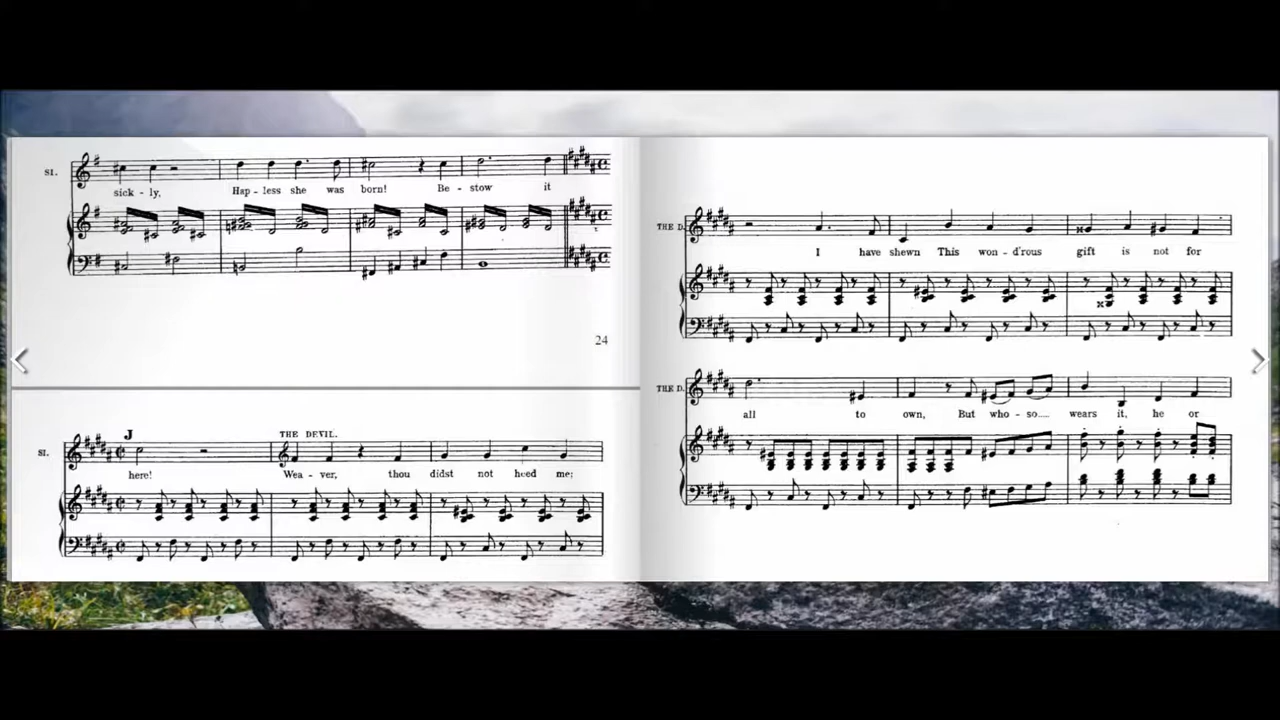 SI.
sick - ly, Hap - less she was born! Be - stow it
24
J THE DEVIL.
SI.
here! Wea - ver, thou didst not heed me;
THE D.
I have shewn This won - d'rous gift is not for
THE D.
all to own, But who - so..... wears it, he or